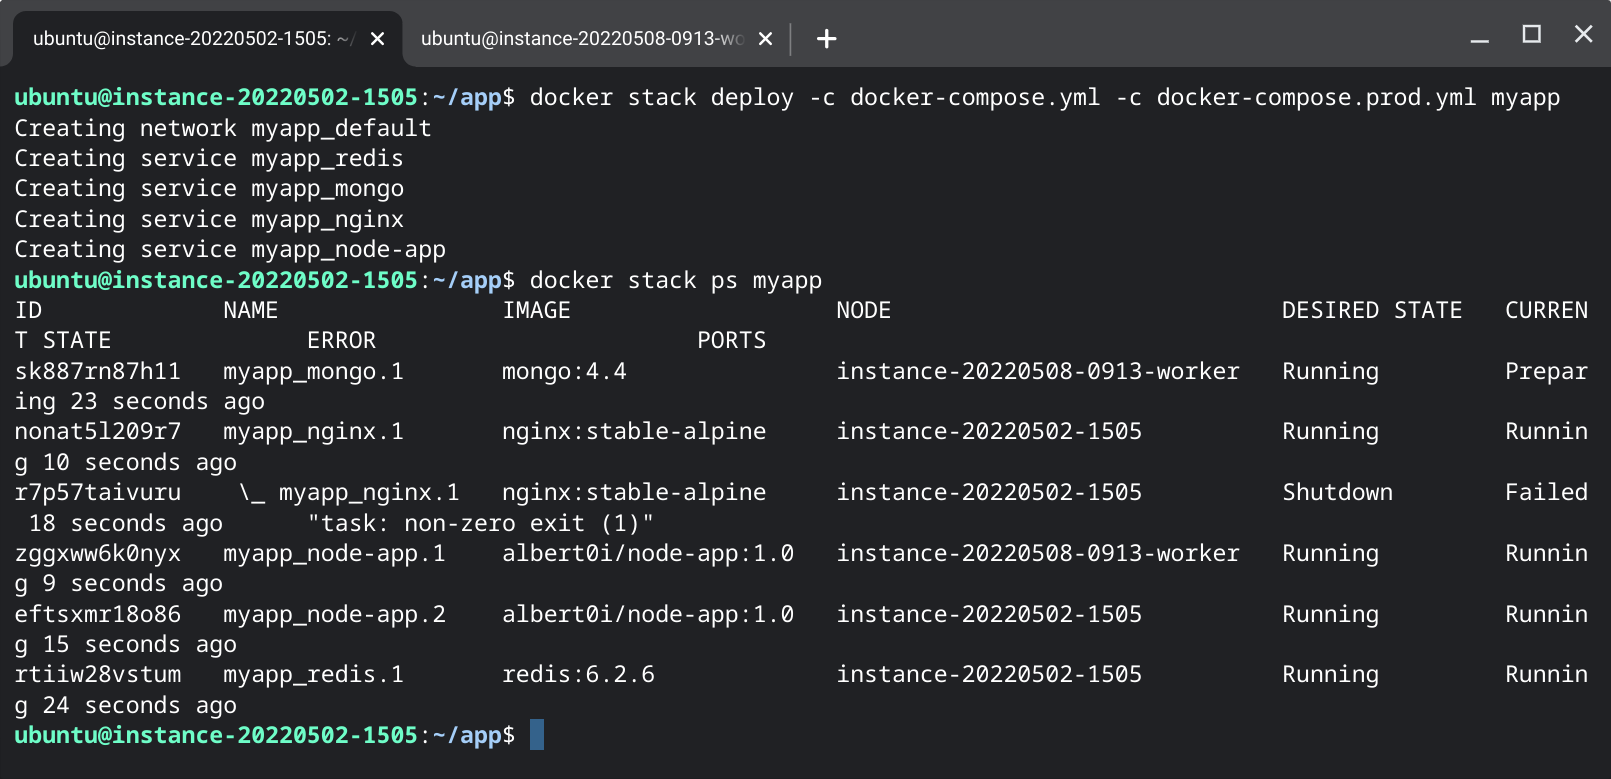 ubuntu@instance-20220502-1505: ~/
ubuntu@instance-20220508-0913-wo
ubuntu@instance-20220502-1505:~/app$ docker stack deploy -c docker-compose.yml -c docker-compose.prod.yml myapp
Creating network myapp_default
Creating service myapp_redis
Creating service myapp_mongo
Creating service myapp_nginx
Creating service myapp_node-app
ubuntu@instance-20220502-1505:~/app$ docker stack ps myapp
ID             NAME                IMAGE                   NODE                            DESIRED STATE   CURREN
T STATE              ERROR                       PORTS
sk887rn87h11   myapp_mongo.1       mongo:4.4               instance-20220508-0913-worker   Running         Prepar
ing 23 seconds ago
nonat5l209r7   myapp_nginx.1       nginx:stable-alpine     instance-20220502-1505          Running         Runnin
g 10 seconds ago
r7p57taivuru    \_ myapp_nginx.1   nginx:stable-alpine     instance-20220502-1505          Shutdown        Failed
 18 seconds ago      "task: non-zero exit (1)"
zggxww6k0nyx   myapp_node-app.1    albert0i/node-app:1.0   instance-20220508-0913-worker   Running         Runnin
g 9 seconds ago
eftsxmr18o86   myapp_node-app.2    albert0i/node-app:1.0   instance-20220502-1505          Running         Runnin
g 15 seconds ago
rtiiw28vstum   myapp_redis.1       redis:6.2.6             instance-20220502-1505          Running         Runnin
g 24 seconds ago
ubuntu@instance-20220502-1505:~/app$